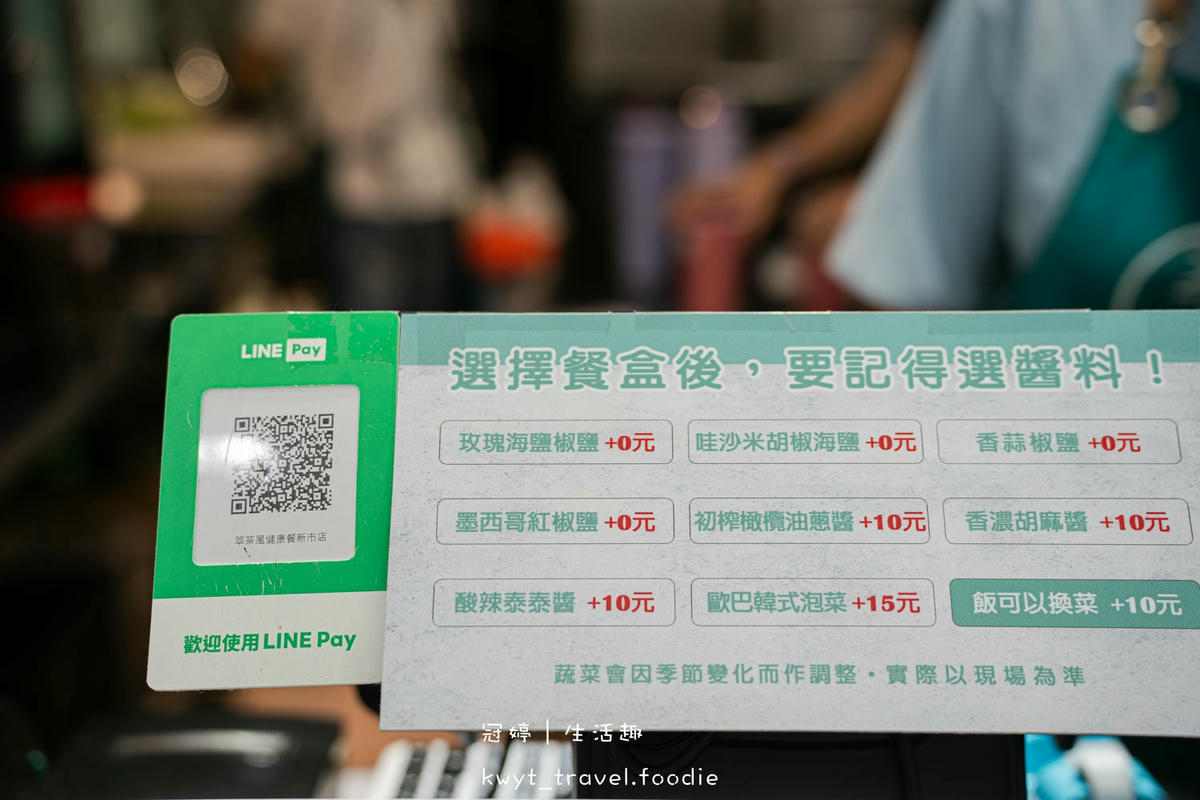 LINE Pay
萃茶風健康餐新市店
歡迎使用 LINE Pay
選擇餐盒後，要記得選醬料！
玫瑰海鹽椒鹽 +0元
哇沙米胡椒海鹽 +0元
香蒜椒鹽 +0元
墨西哥紅椒鹽 +0元
初榨橄欖油蔥醬 +10元
香濃胡麻醬 +10元
酸辣泰泰醬 +10元
歐巴韓式泡菜 +15元
飯可以換菜 +10元
蔬菜會因季節變化而作調整・實際以現場為準
冠婷｜生活趣
kwyt_travel.foodie